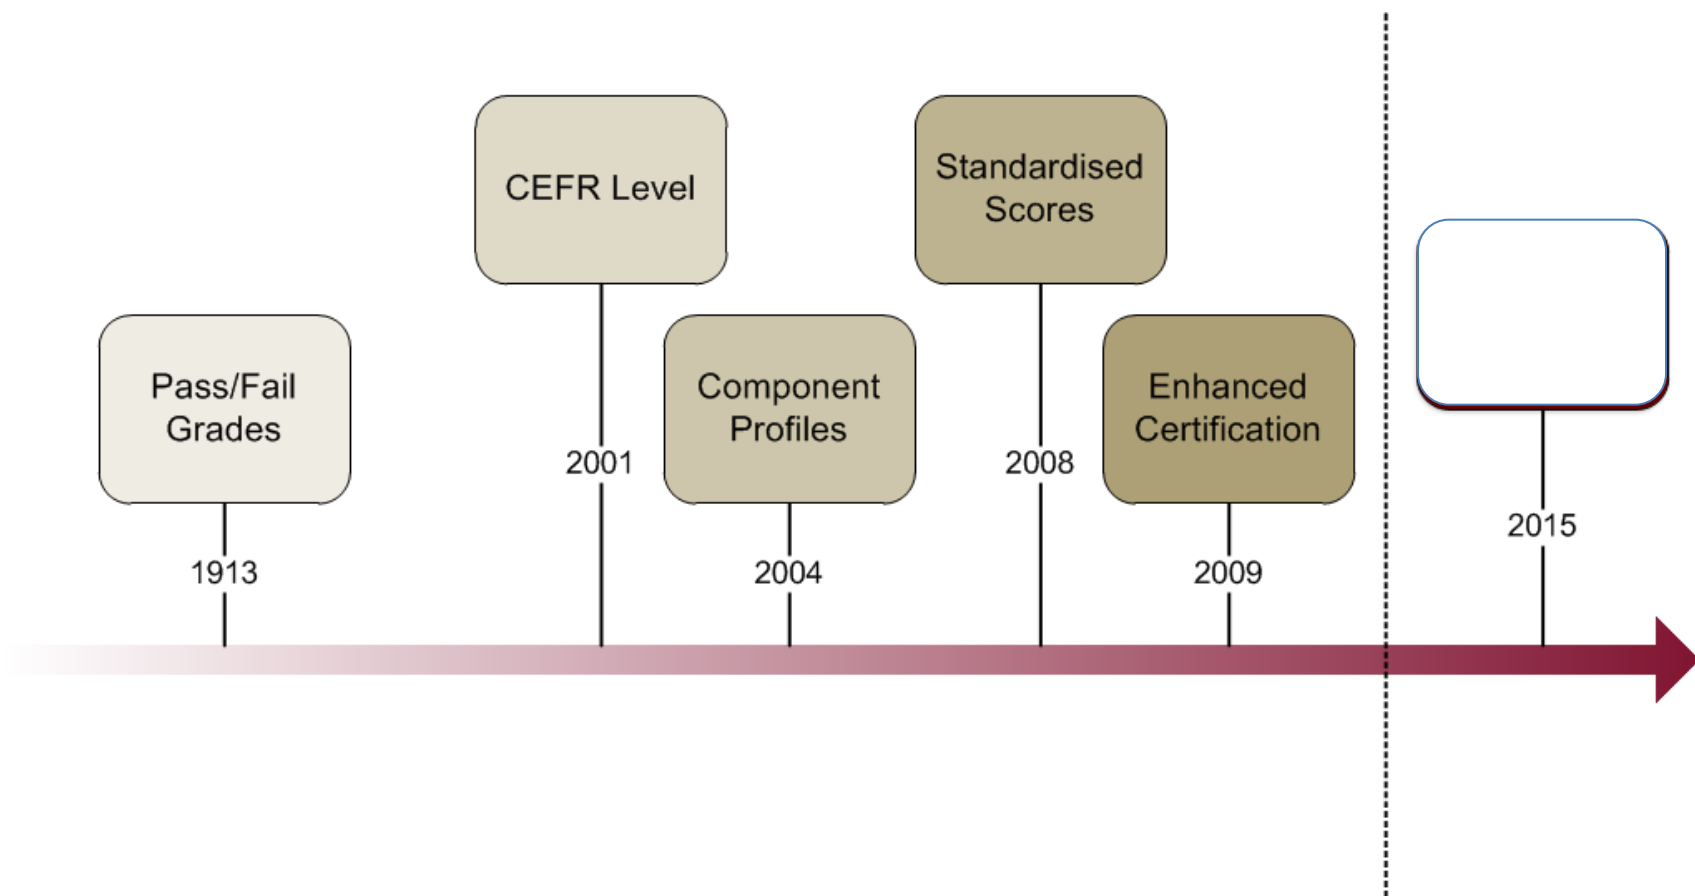 Pass/Fail
Grades
1913
CEFR Level
2001
Component
Profiles
2004
Standardised
Scores
2008
Enhanced
Certification
2009
2015